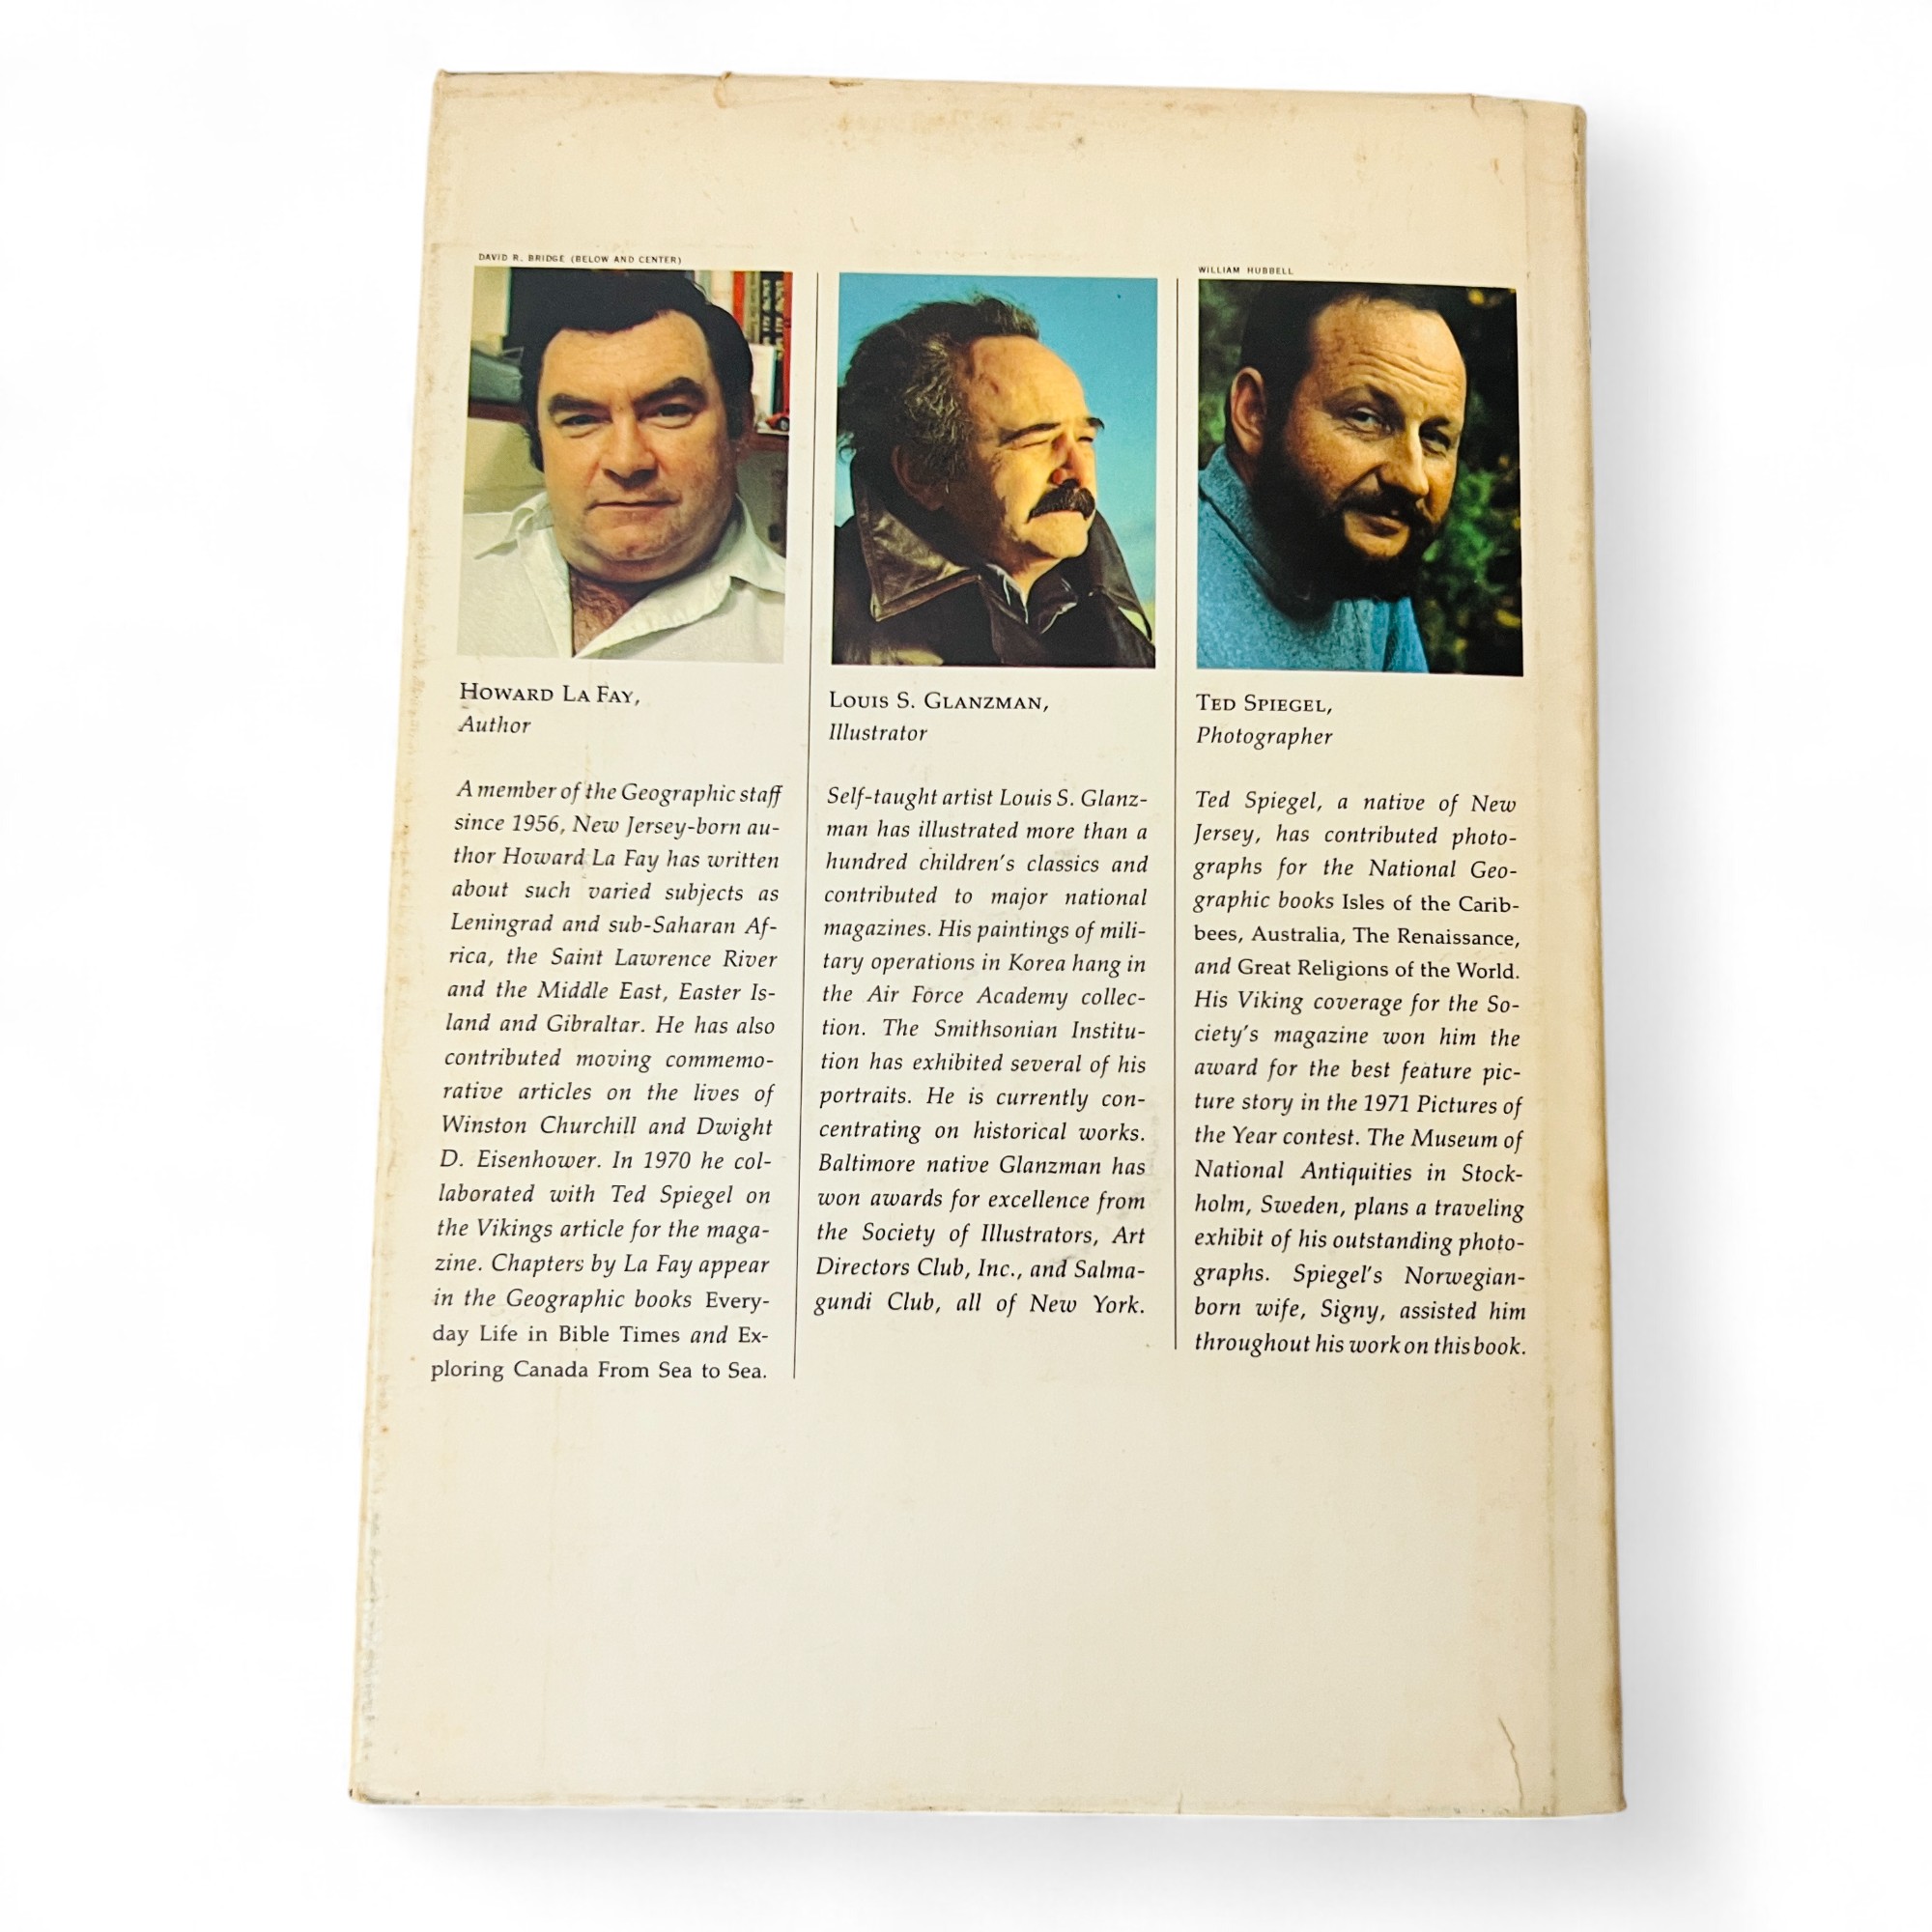 DAVID R. BRIDGE (BELOW AND CENTER)
HOWARD LA FAY,
Author
A member of the Geographic staff
since 1956, New Jersey-born au-
thor Howard La Fay has written
about such varied subjects as
Leningrad and sub-Saharan Af-
rica, the Saint Lawrence River
and the Middle East, Easter Is-
land and Gibraltar. He has also
contributed moving commemo-
rative articles on the lives of
Winston Churchill and Dwight
D. Eisenhower. In 1970 he col-
laborated with Ted Spiegel on
the Vikings article for the maga-
zine. Chapters by La Fay appear
in the Geographic books Every-
day Life in Bible Times and Ex-
ploring Canada From Sea to Sea.
LOUIS S. GLANZMAN,
Illustrator
Self-taught artist Louis S. Glanz-
man has illustrated more than a
hundred children's classics and
contributed to major national
magazines. His paintings of mili-
tary operations in Korea hang in
the Air Force Academy collec-
tion. The Smithsonian Institu-
tion has exhibited several of his
portraits. He is currently con-
centrating on historical works.
Baltimore native Glanzman has
won awards for excellence from
the Society of Illustrators, Art
Directors Club, Inc., and Salma-
gundi Club, all of New York.
WILLIAM HUBBELL
TED SPIEGEL,
Photographer
Ted Spiegel, a native of New
Jersey, has contributed photo-
graphs for the National Geo-
graphic books Isles of the Carib-
bees, Australia, The Renaissance,
and Great Religions of the World.
His Viking coverage for the So-
ciety's magazine won him the
award for the best feature pic-
ture story in the 1971 Pictures of
the Year contest. The Museum of
National Antiquities in Stock-
holm, Sweden, plans a traveling
exhibit of his outstanding photo-
graphs. Spiegel's Norwegian-
born wife, Signy, assisted him
throughout his work on this book.